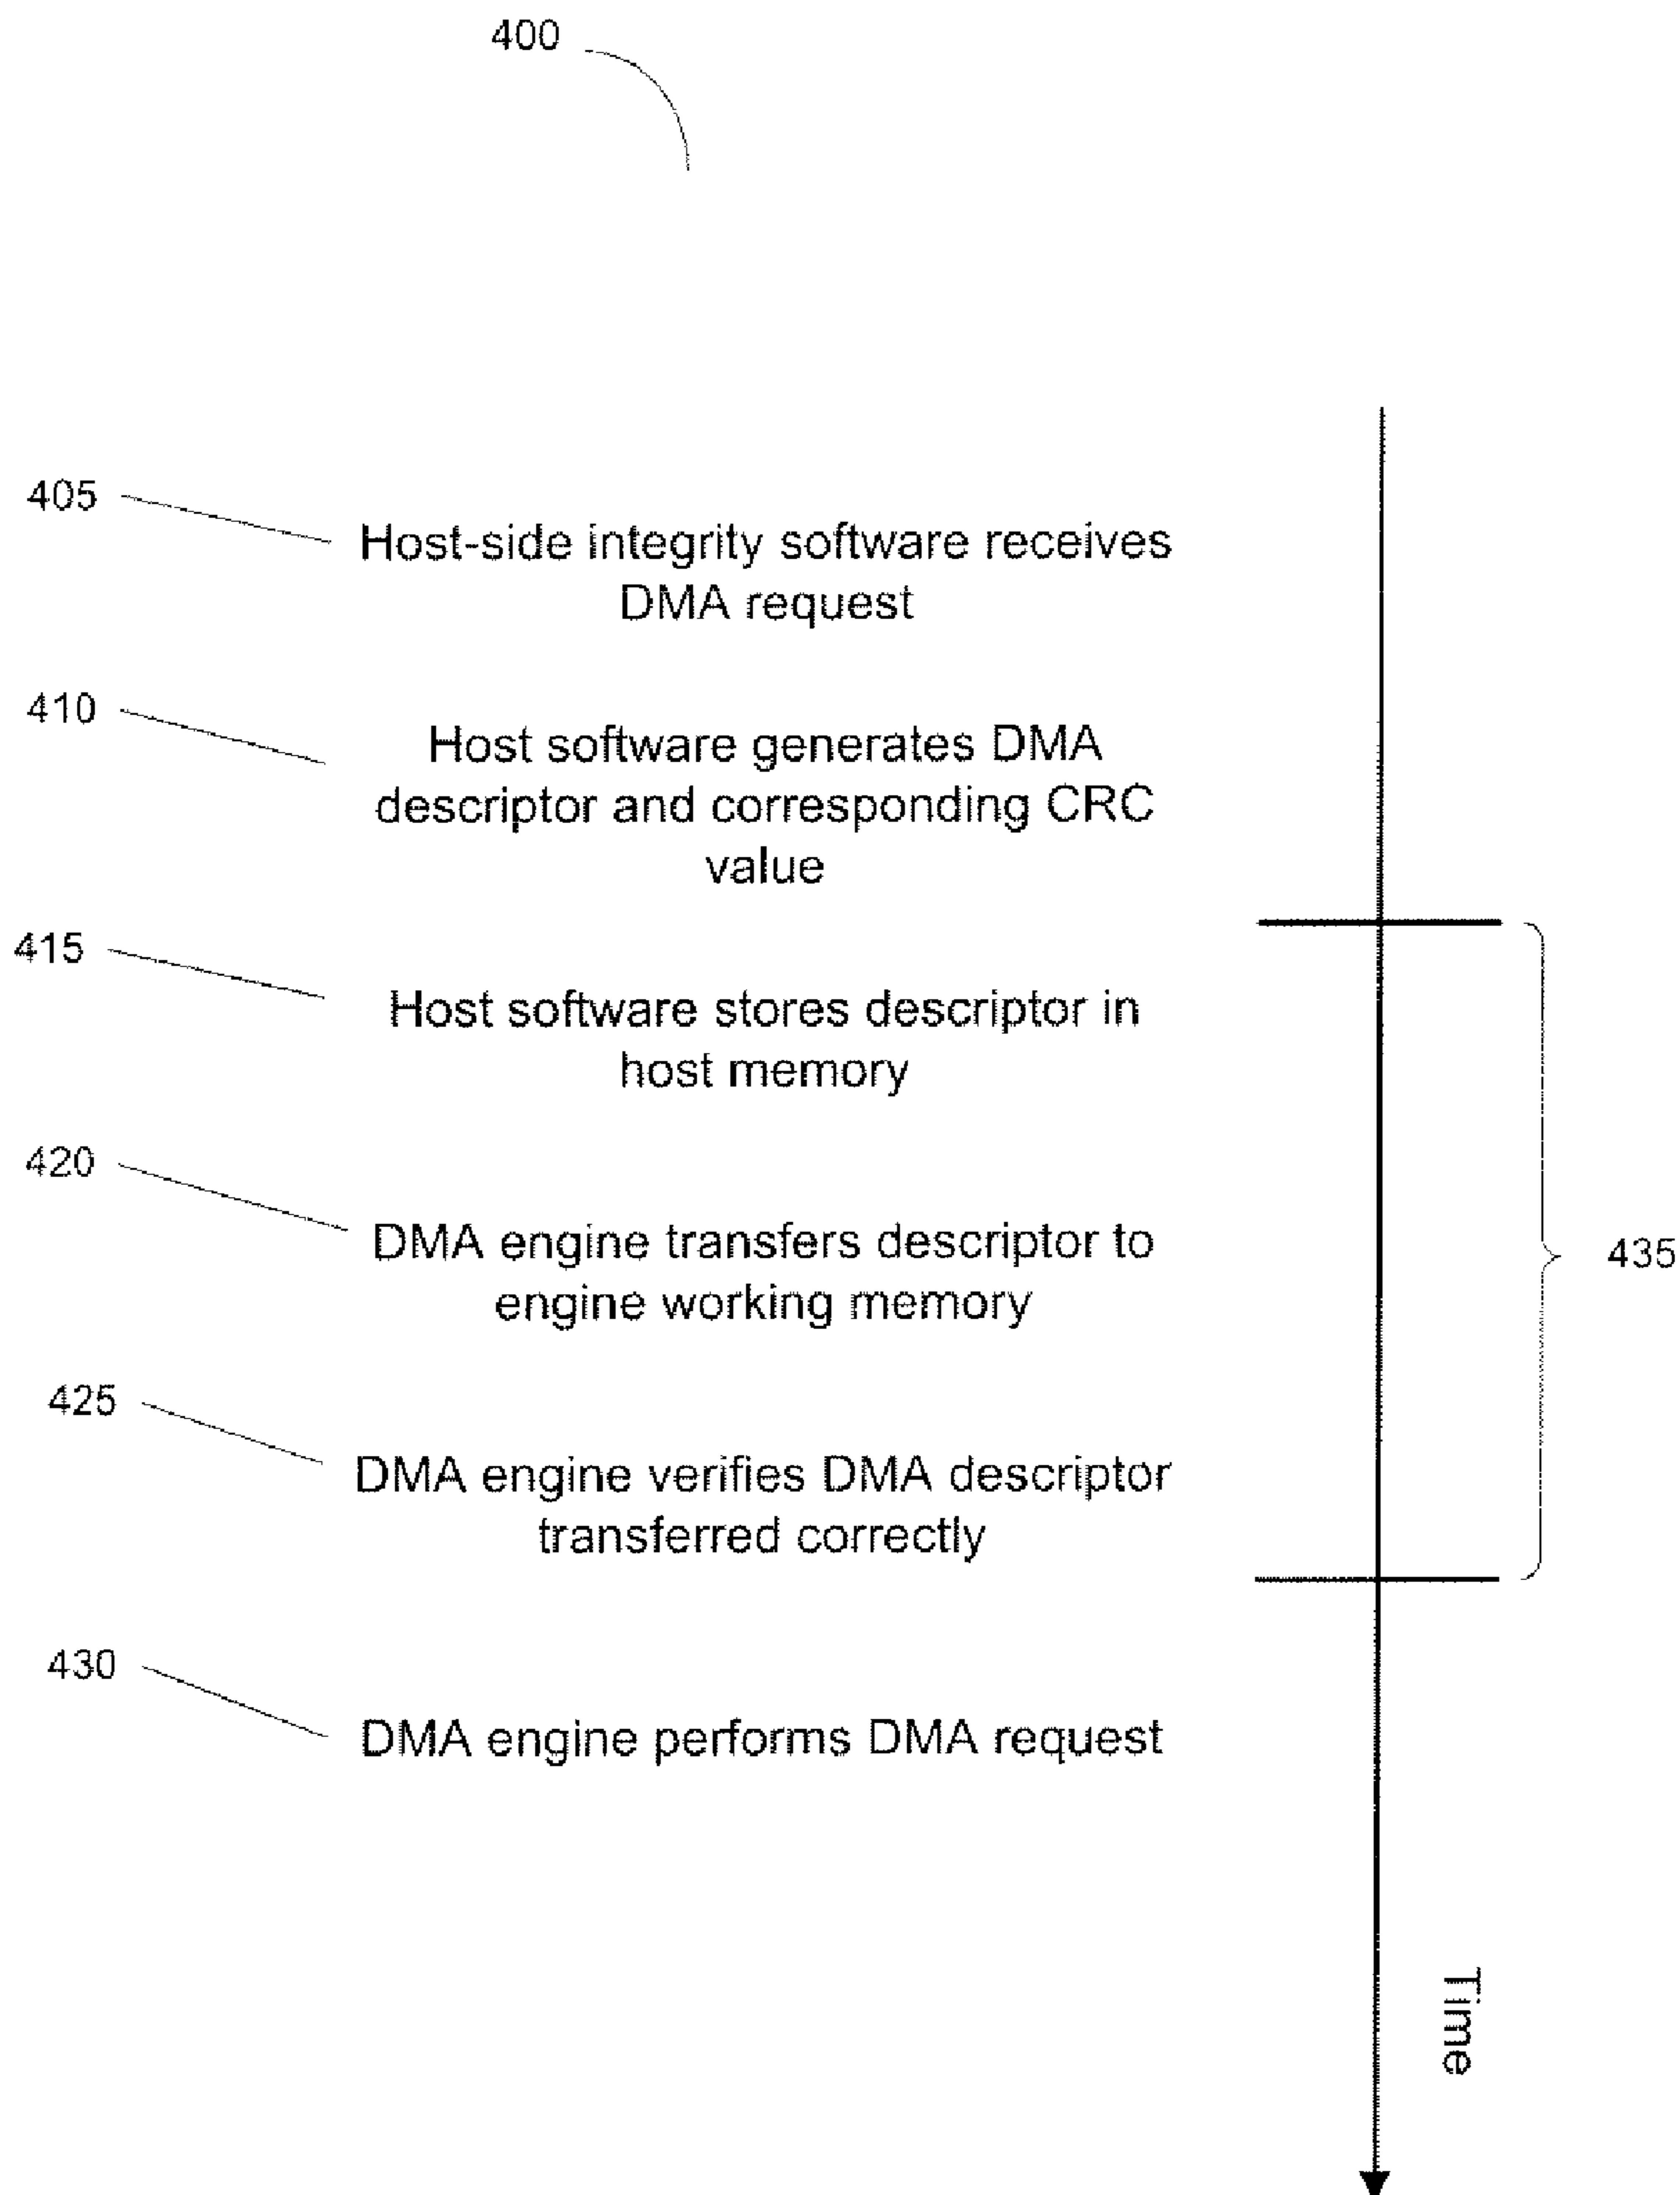 400
405
Host-side integrity software receives
DMA request
410
Host software generates DMA
descriptor and corresponding CRC
value
415
Host software stores descriptor in
host memory
420
DMA engine transfers descriptor to
engine working memory
435
425
DMA engine verifies DMA descriptor
transferred correctly
430
DMA engine performs DMA request
Time